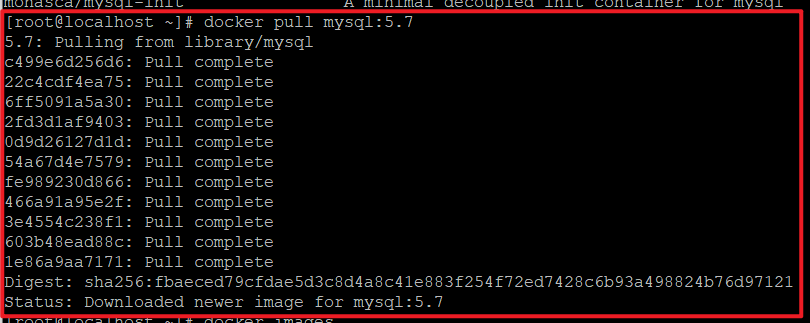 monasca/mysql-init A minimal decoupled init container for mysql
[root@localhost ~]# docker pull mysql:5.7
5.7: Pulling from library/mysql
c499e6d256d6: Pull complete
22c4cdf4ea75: Pull complete
6ff5091a5a30: Pull complete
2fd3d1af9403: Pull complete
0d9d26127d1d: Pull complete
54a67d4e7579: Pull complete
fe989230d866: Pull complete
466a91a95e2f: Pull complete
3e4554c238f1: Pull complete
603b48ead88c: Pull complete
1e86a9aa7171: Pull complete
Digest: sha256:fbaeced79cfdae5d3c8d4a8c41e883f254f72ed7428c6b93a498824b76d97121
Status: Downloaded newer image for mysql:5.7
[root@localhost ~]# docker images